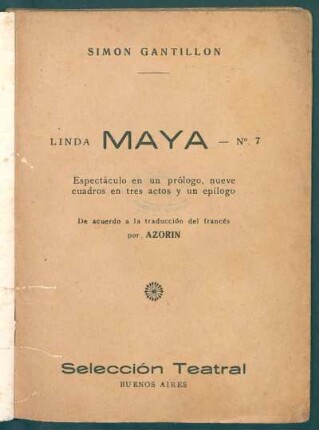 SIMON GANTILLON
LINDA MAYA — Nº. 7
Espectáculo en un prólogo, nueve
cuadros en tres actos y un epílogo
De acuerdo a la traducción del francés
por AZORIN
Selección Teatral
BUENOS AIRES